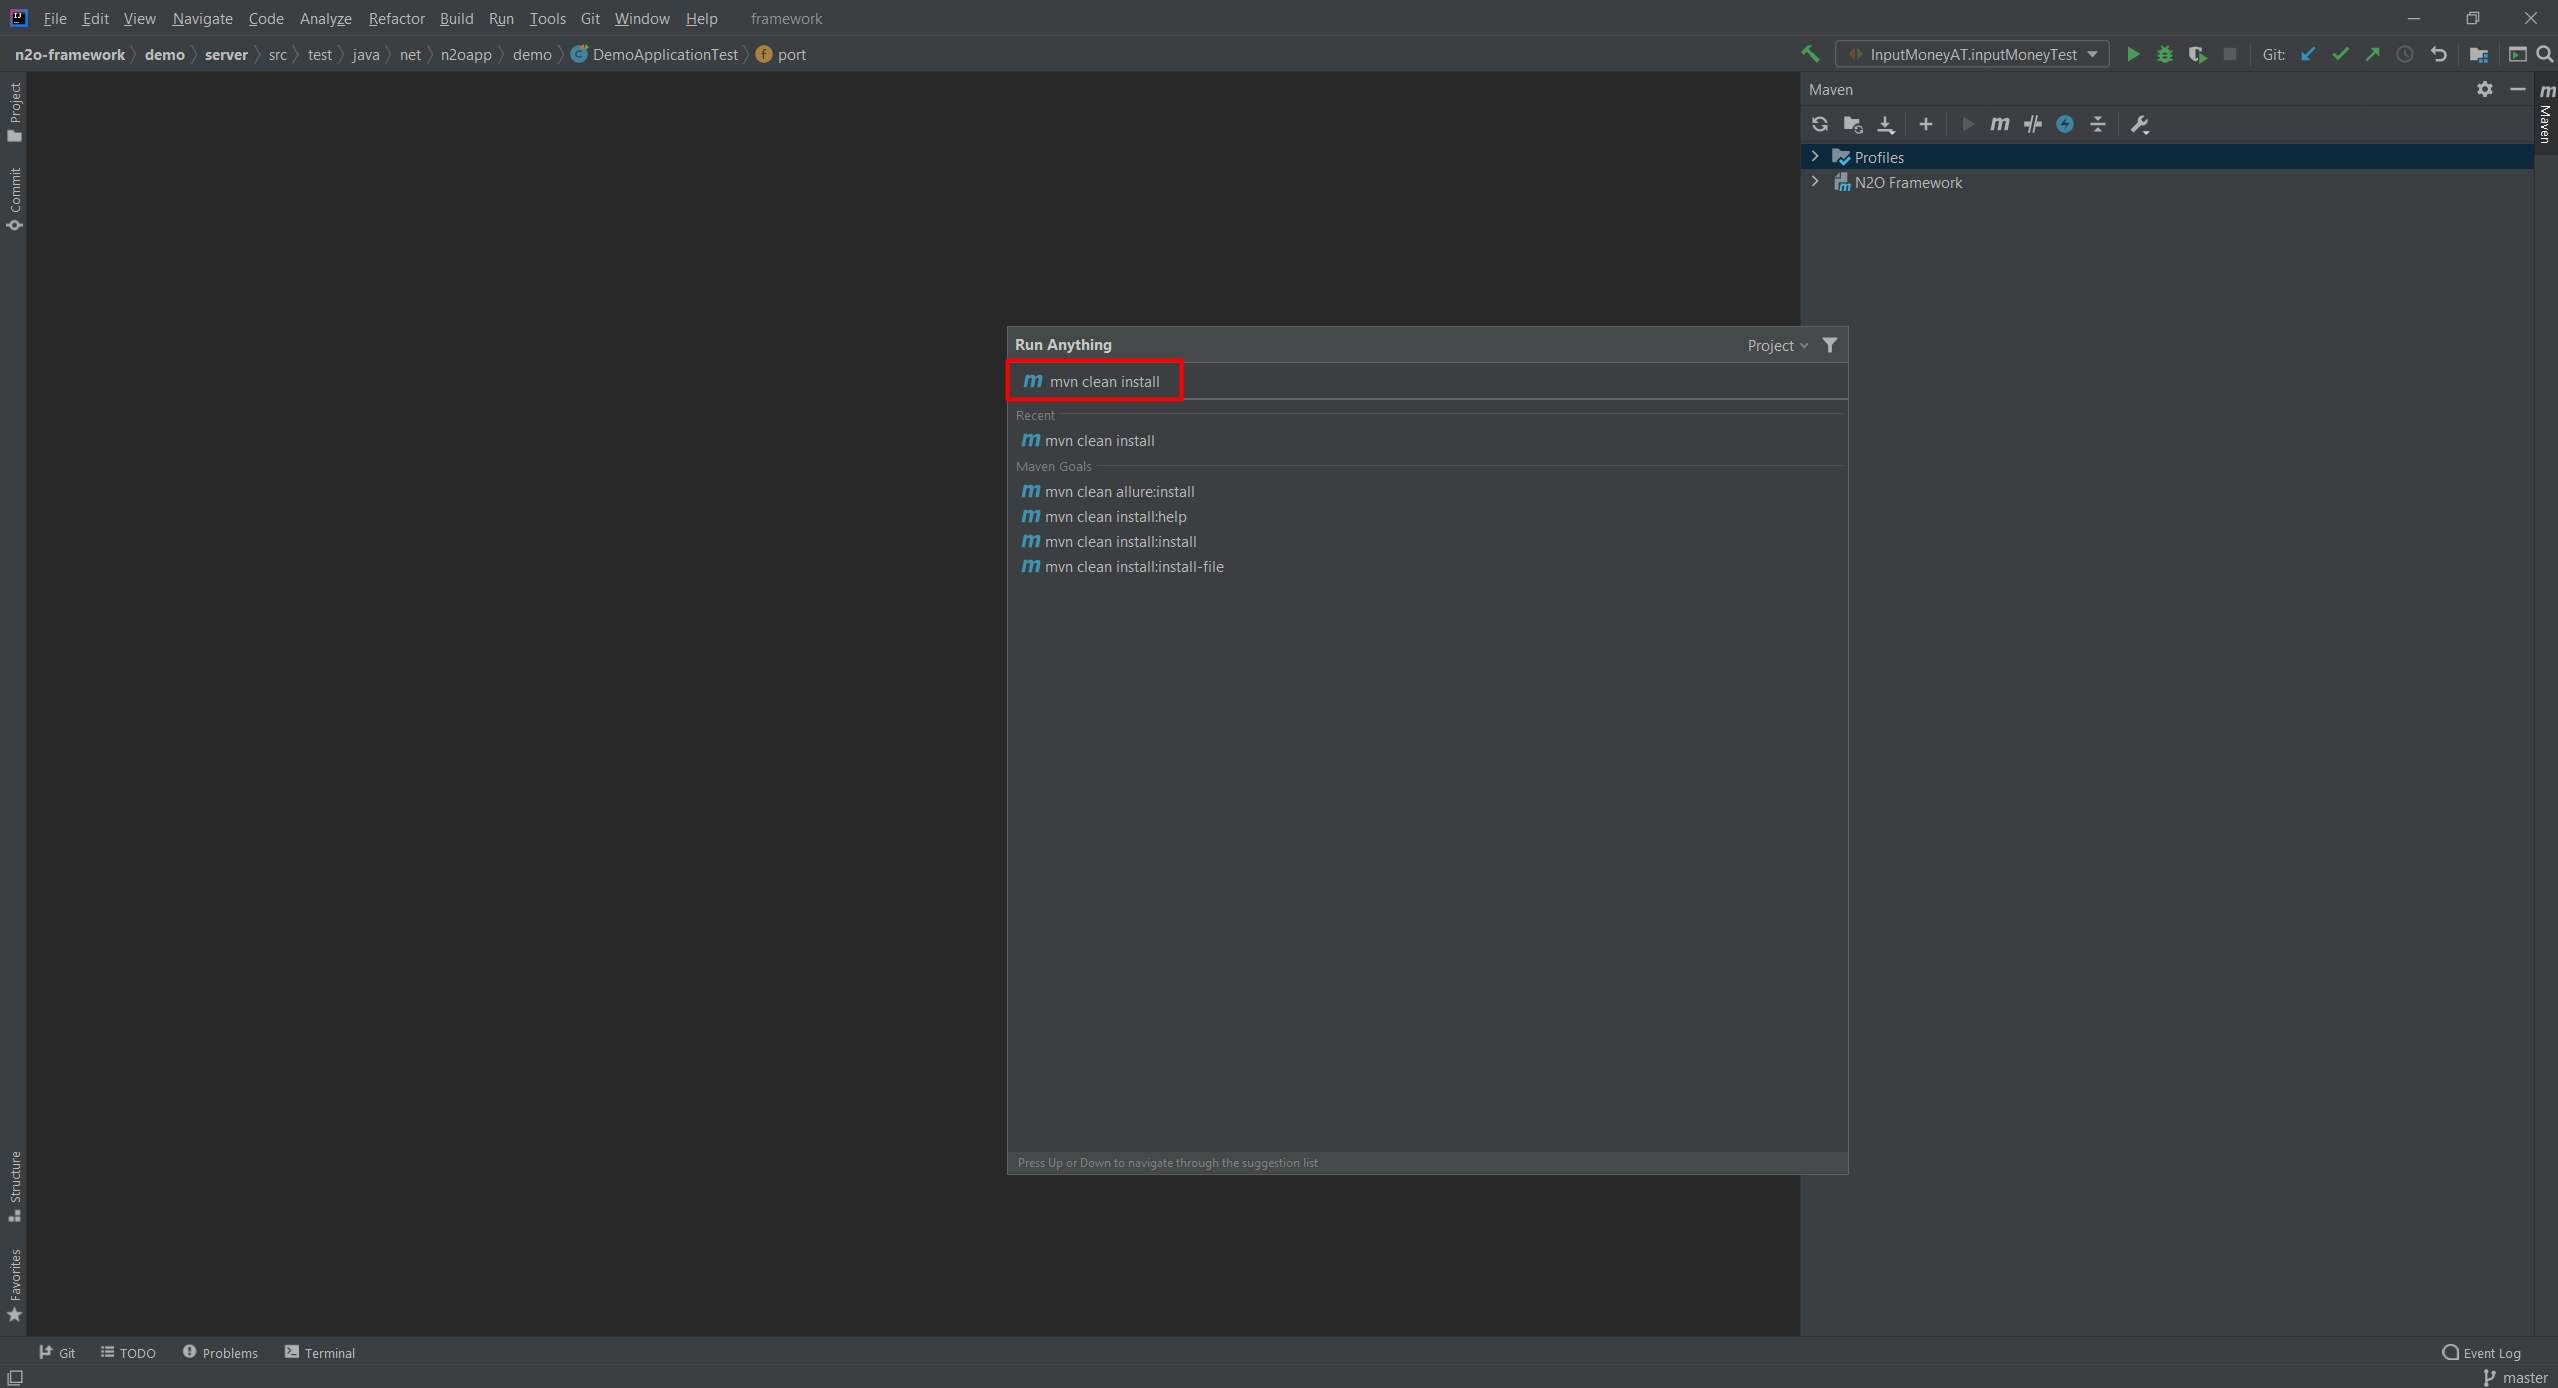 File Edit View Navigate Code Analyze Refactor Build Run Tools Git Window Help framework
n2o-framework demo server src test java net n2oapp demo DemoApplicationTest port
InputMoneyAT.inputMoneyTest Git:
Project
Commit
Structure
Favorites
Maven
Profiles
N2O Framework
Maven
Run Anything Project
mvn clean install
Recent
mvn clean install
Maven Goals
mvn clean allure:install
mvn clean install:help
mvn clean install:install
mvn clean install:install-file
Press Up or Down to navigate through the suggestion list
Git TODO Problems Terminal Event Log
master